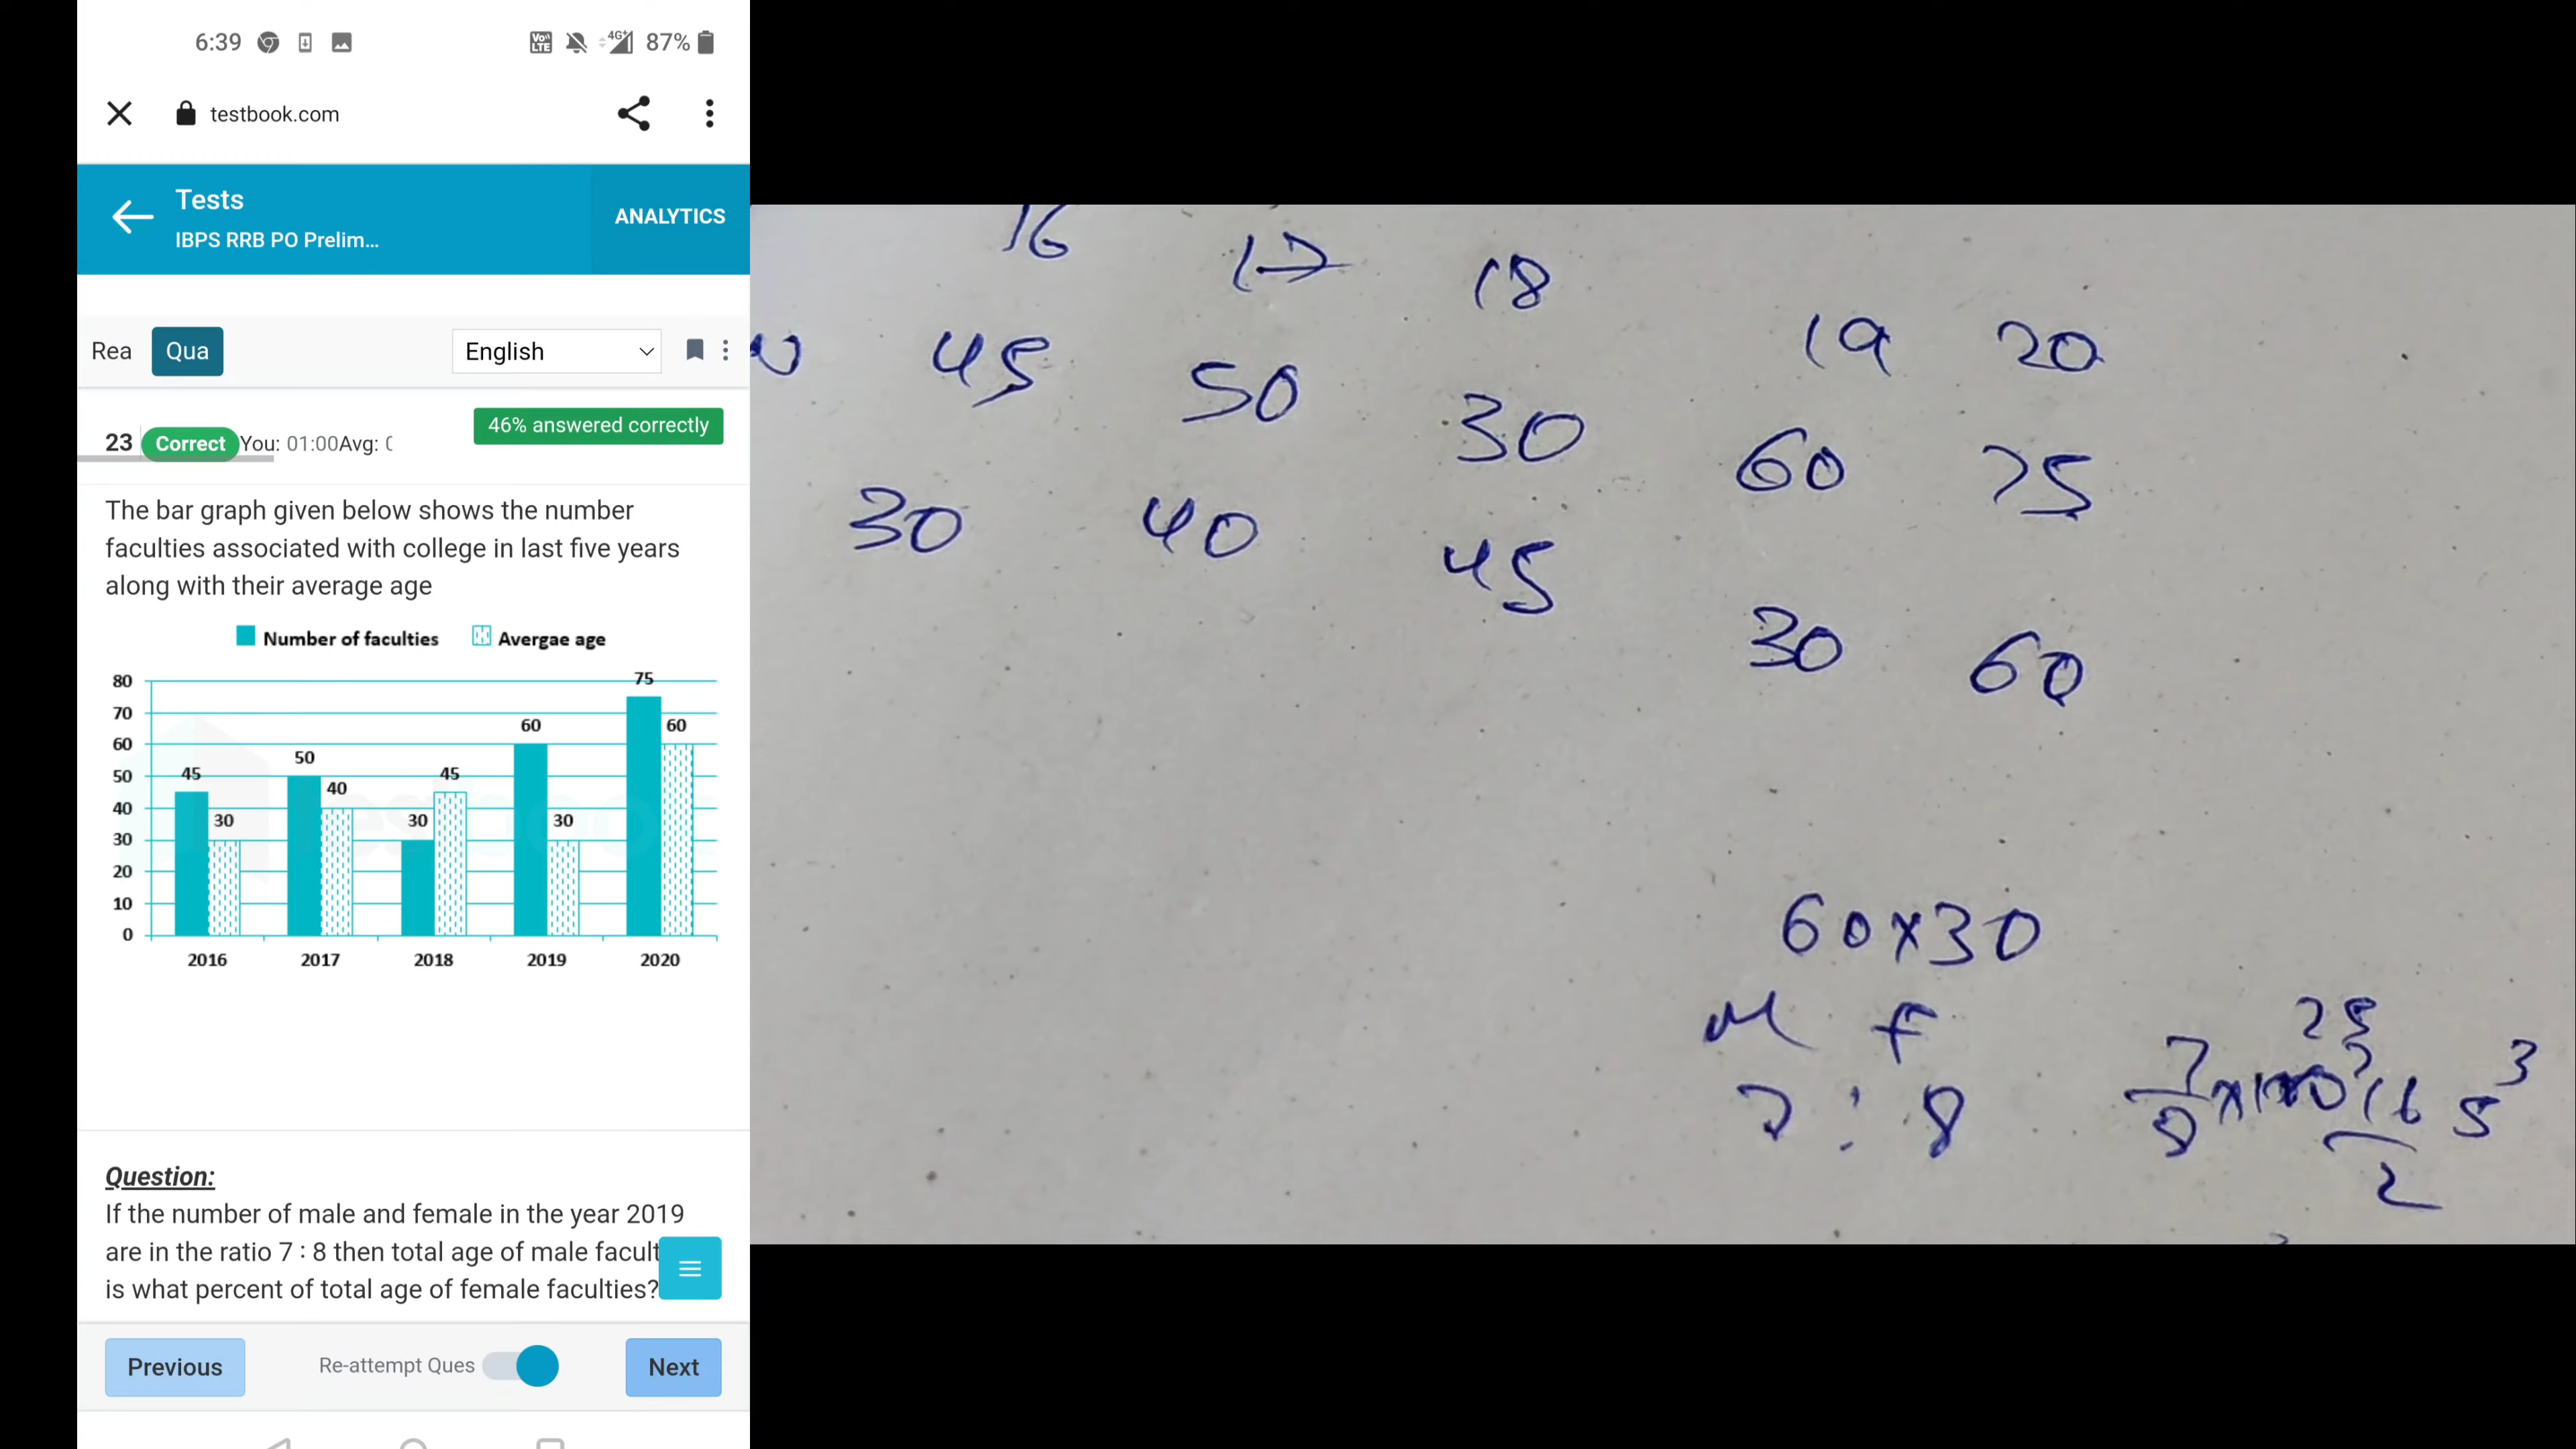 6:39 Vo)) LTE 4G+ 87%
testbook.com
Tests
IBPS RRB PO Prelim...
ANALYTICS
Rea Qua English
23 Correct You: 01:00Avg:
46% answered correctly
The bar graph given below shows the number
faculties associated with college in last five years
along with their average age
Number of faculties Avergae age
80
70
60
50
40
30
20
10
0
45 30 50 40 30 45 60 30 75 60
2016 2017 2018 2019 2020
Question:
If the number of male and female in the year 2019
are in the ratio 7 : 8 then total age of male facult
is what percent of total age of female faculties?
Previous Re-attempt Ques Next
16 17 18 19 20
45 50 30 60 75
30 40 45 30 60
60x30
M F
7 : 8
25